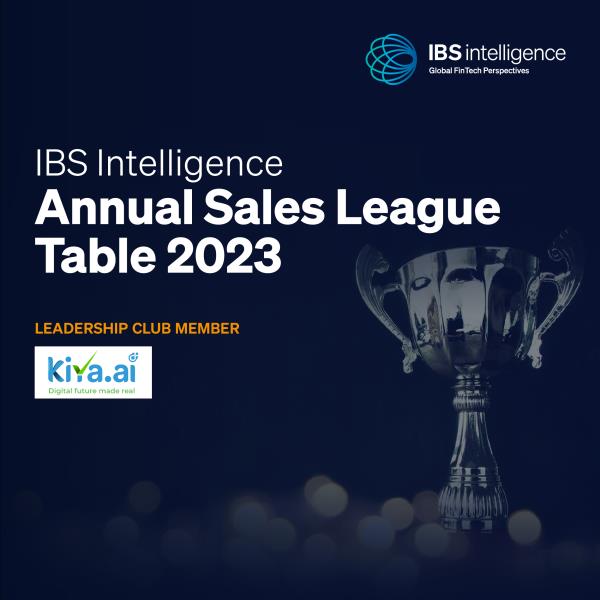 IBS intelligence
Global FinTech Perspectives
IBS Intelligence
Annual Sales League
Table 2023
LEADERSHIP CLUB MEMBER
kiya.ai
Digital future made real